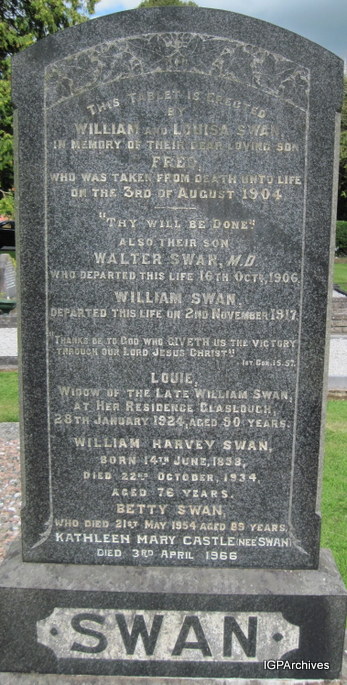 THIS TABLET IS ERECTED
BY
WILLIAM AND LOUISA SWAN,
IN MEMORY OF THEIR DEAR LOVING SON
FRED,
WHO WAS TAKEN FROM DEATH UNTO LIFE
ON THE 3RD OF AUGUST 1904.
"THY WILL BE DONE"
ALSO THEIR SON
WALTER SWAN, M.D.
WHO DEPARTED THIS LIFE 16TH OCT., 1906.
WILLIAM SWAN,
DEPARTED THIS LIFE ON 2ND NOVEMBER, 1917.
"THANKS BE TO GOD WHO GIVETH US THE VICTORY
THROUGH OUR LORD JESUS CHRIST"
1ST COR. 15. 57.
LOUIE,
WIDOW OF THE LATE WILLIAM SWAN,
AT HER RESIDENCE GLASLOUGH,
28TH JANUARY 1924, AGED 90 YEARS.
WILLIAM HARVEY SWAN,
BORN 14TH JUNE, 1858,
DIED 22ND OCTOBER, 1934,
AGED 76 YEARS.
BETTY SWAN,
WHO DIED 21ST MAY 1954 AGED 89 YEARS.
KATHLEEN MARY CASTLE (NEE SWAN)
DIED 3RD APRIL 1966
SWAN
IGPArchives